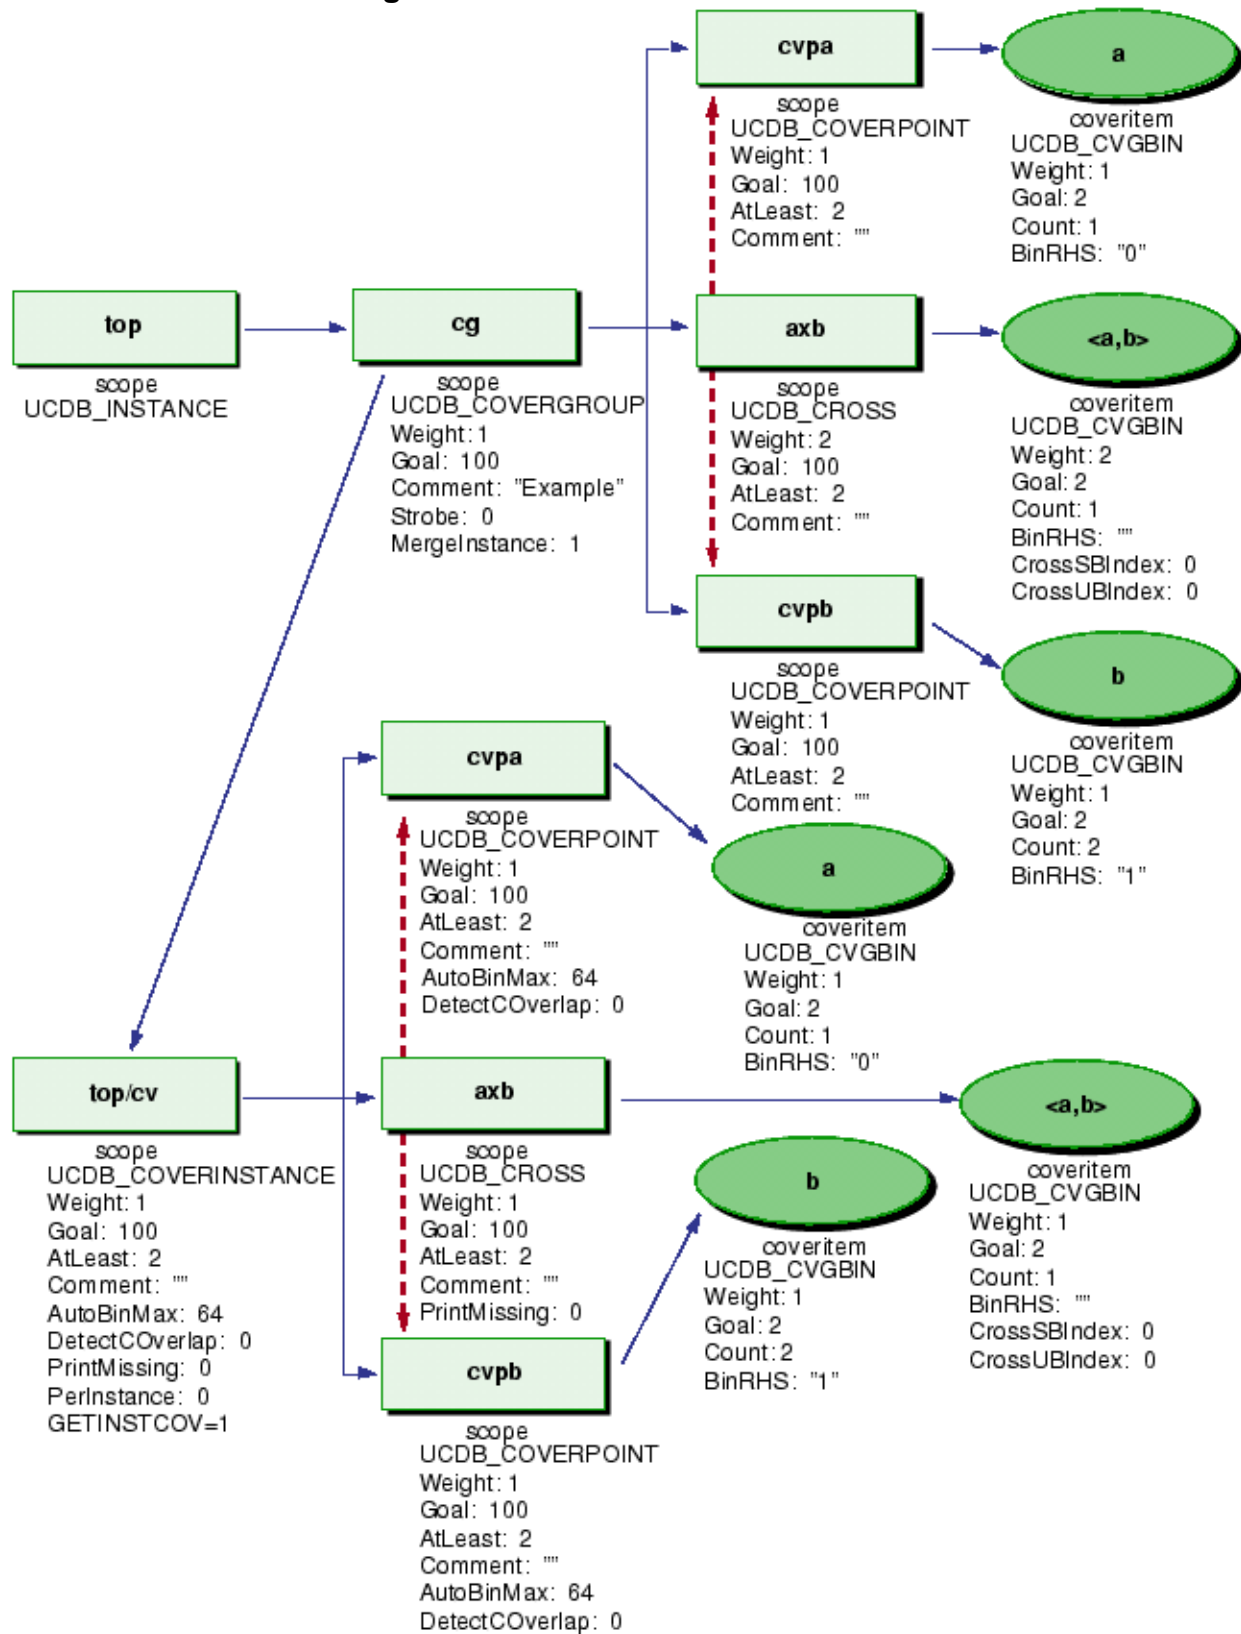 cvpa
scope
UCDB_COVERPOINT
Weight: 1
Goal: 100
AtLeast: 2
Comment: ""
a
coveritem
UCDB_CVGBIN
Weight: 1
Goal: 2
Count: 1
BinRHS: "0"
top
scope
UCDB_INSTANCE
cg
scope
UCDB_COVERGROUP
Weight: 1
Goal: 100
Comment: "Example"
Strobe: 0
MergeInstance: 1
axb
scope
UCDB_CROSS
Weight: 2
Goal: 100
AtLeast: 2
Comment: ""
<a,b>
coveritem
UCDB_CVGBIN
Weight: 2
Goal: 2
Count: 1
BinRHS: ""
CrossSBIndex: 0
CrossUBIndex: 0
cvpb
scope
UCDB_COVERPOINT
Weight: 1
Goal: 100
AtLeast: 2
Comment: ""
b
coveritem
UCDB_CVGBIN
Weight: 1
Goal: 2
Count: 2
BinRHS: "1"
cvpa
scope
UCDB_COVERPOINT
Weight: 1
Goal: 100
AtLeast: 2
Comment: ""
AutoBinMax: 64
DetectCOverlap: 0
a
coveritem
UCDB_CVGBIN
Weight: 1
Goal: 2
Count: 1
BinRHS: "0"
top/cv
scope
UCDB_COVERINSTANCE
Weight: 1
Goal: 100
AtLeast: 2
Comment: ""
AutoBinMax: 64
DetectCOverlap: 0
PrintMissing: 0
PerInstance: 0
GETINSTCOV=1
axb
scope
UCDB_CROSS
Weight: 1
Goal: 100
AtLeast: 2
Comment: ""
PrintMissing: 0
<a,b>
coveritem
UCDB_CVGBIN
Weight: 1
Goal: 2
Count: 1
BinRHS: ""
CrossSBIndex: 0
CrossUBIndex: 0
b
coveritem
UCDB_CVGBIN
Weight: 1
Goal: 2
Count: 2
BinRHS: "1"
cvpb
scope
UCDB_COVERPOINT
Weight: 1
Goal: 100
AtLeast: 2
Comment: ""
AutoBinMax: 64
DetectCOverlap: 0